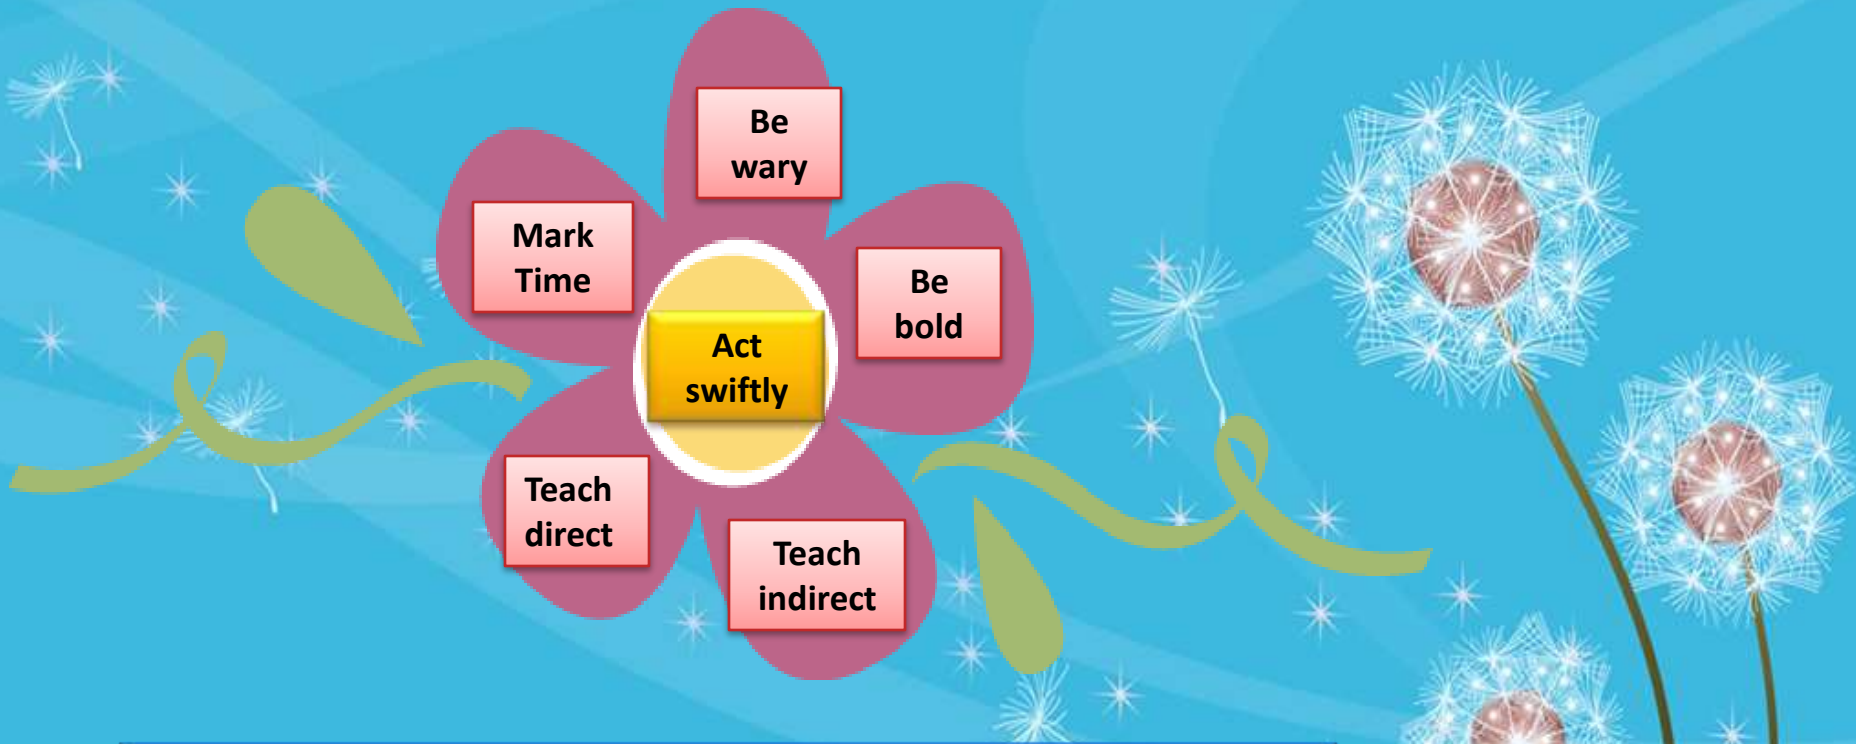 Be
wary
Mark
Time
Be
bold
Act
swiftly
Teach
direct
Teach
indirect